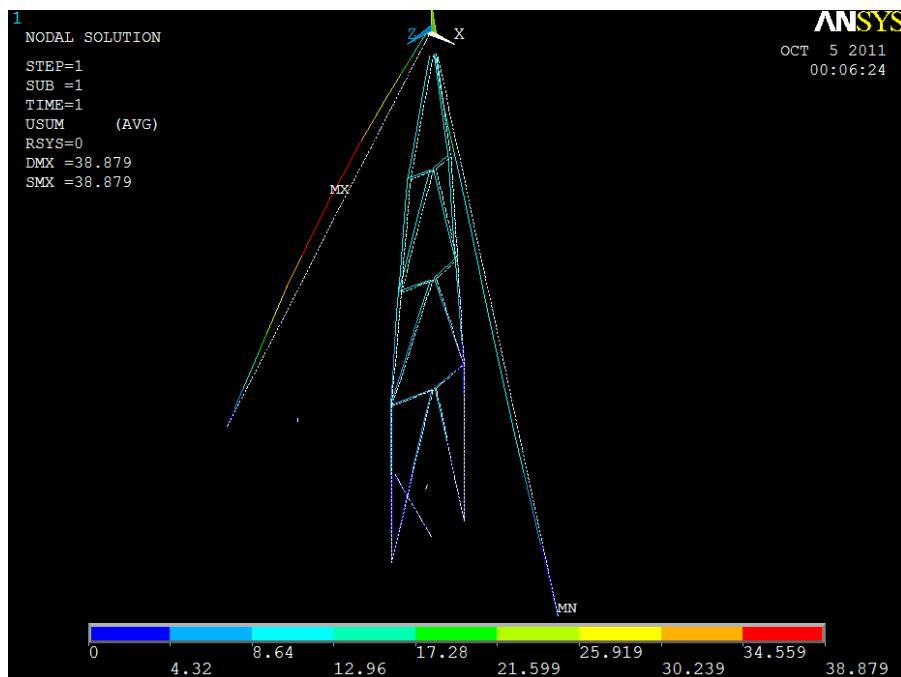 1
ANSYS
NODAL SOLUTION
OCT 5 2011
00:06:24
STEP=1
SUB =1
TIME=1
USUM (AVG)
RSYS=0
DMX =38.879
SMX =38.879
Z X
MX
MN
0 8.64 17.28 25.919 34.559
4.32 12.96 21.599 30.239 38.879